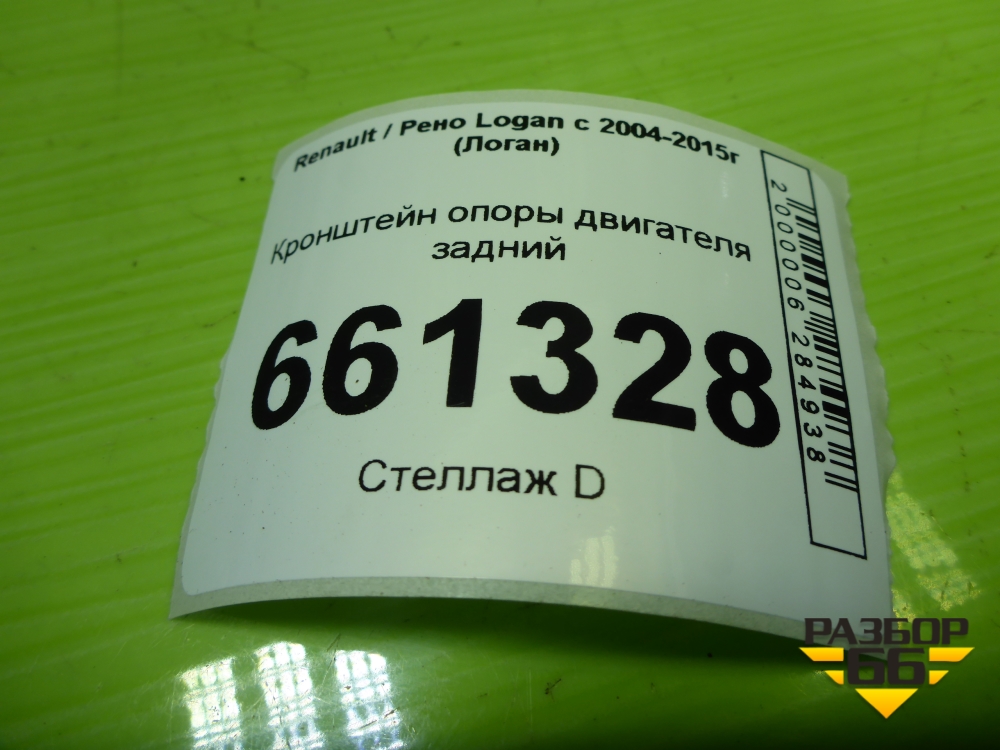 Renault / Рено Logan с 2004-2015г
(Логан)
Кронштейн опоры двигателя
задний
661328
Стеллаж D
2000006284938
РАЗБОР
66